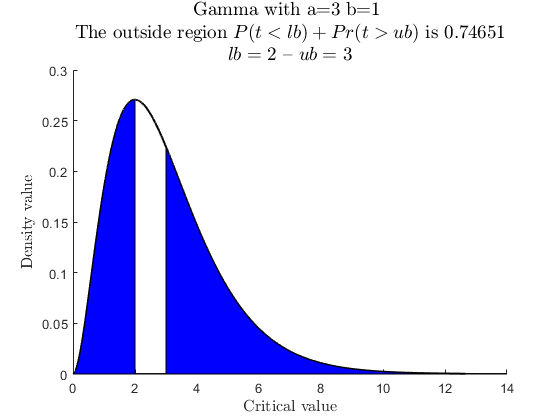 Gamma with a=3 b=1
The outside region P(t < lb) + Pr(t > ub) is 0.74651
lb = 2 – ub = 3
0.3
0.25
0.2
0.15
0.1
0.05
0
Density value
0 2 4 6 8 10 12 14
Critical value